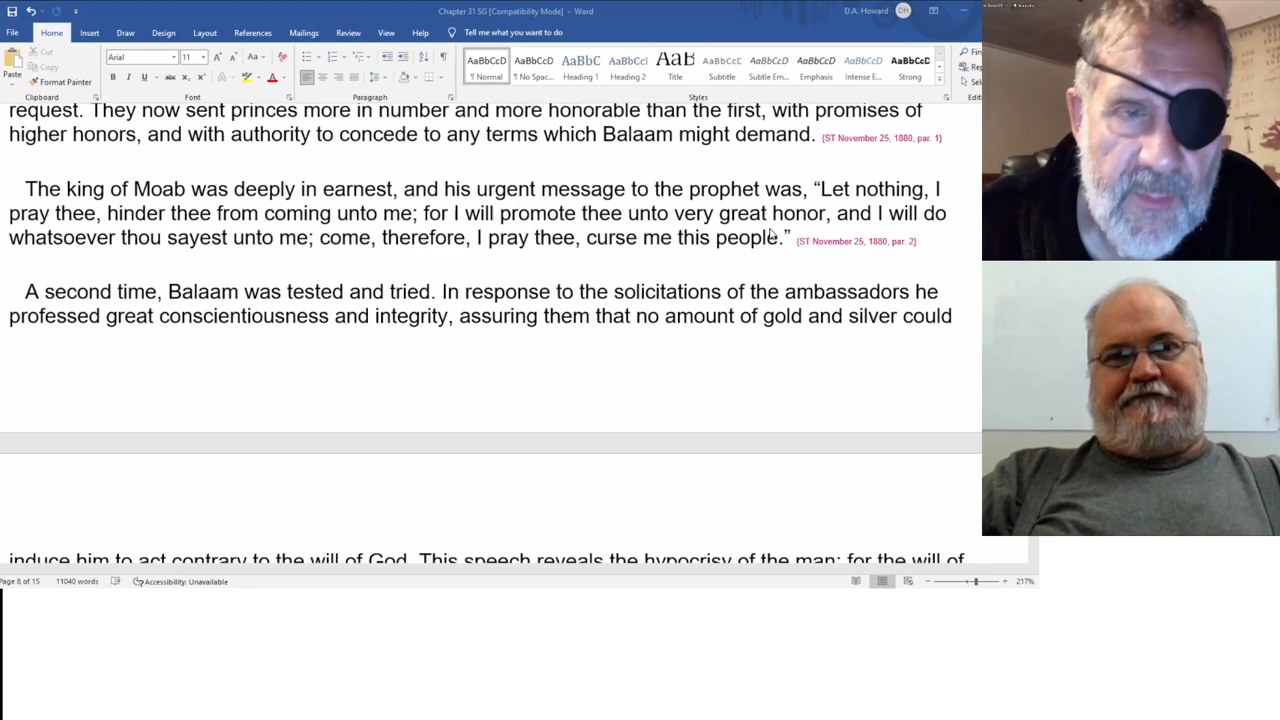 Chapter 31 SG [Compatibility Mode] - Word
D.A. Howard DH
File Home Insert Draw Design Layout References Mailings Review View Help Tell me what you want to do
Paste
Cut
Copy
Format Painter
Clipboard
Arial 11
Font
Paragraph
AaBbCcD AaBbCcD AaBbC AaBbCcl AaB AaBbCcD AaBbCcD AaBbCcD AaBbCcD AaBbCcD
¶ Normal ¶ No Spac... Heading 1 Heading 2 Title Subtitle Subtle Em... Emphasis Intense E... Strong
Styles
request. They now sent princes more in number and more honorable than the first, with promises of
higher honors, and with authority to concede to any terms which Balaam might demand. {ST November 25, 1880, par. 1}
The king of Moab was deeply in earnest, and his urgent message to the prophet was, “Let nothing, I
pray thee, hinder thee from coming unto me; for I will promote thee unto very great honor, and I will do
whatsoever thou sayest unto me; come, therefore, I pray thee, curse me this people.” {ST November 25, 1880, par. 2}
A second time, Balaam was tested and tried. In response to the solicitations of the ambassadors he
professed great conscientiousness and integrity, assuring them that no amount of gold and silver could
induce him to act contrary to the will of God. This speech reveals the hypocrisy of the man; for the will of
Page 8 of 15 11040 words Accessibility: Unavailable 217%